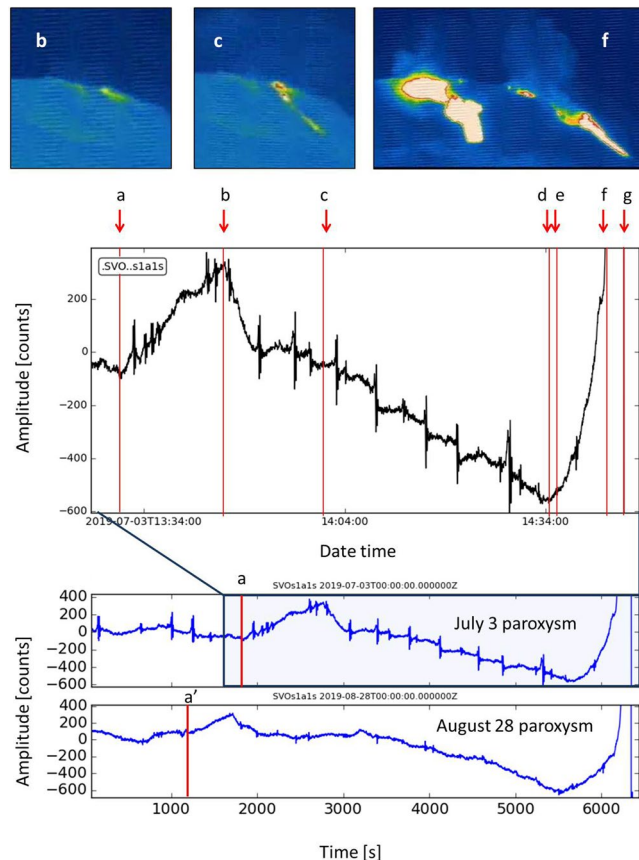 b
c
f
a b c d e f g
.SVO..s1a1s
200
0
−200
−400
−600
Amplitude [counts]
2019-07-03T13:34:00 14:04:00 14:34:00
Date time
SVOs1a1s 2019-07-03T00:00:00.000000Z
a
400
200
0
−200
−400
−600
July 3 paroxysm
SVOs1a1s 2019-08-28T00:00:00.000000Z
a'
400
200
0
−200
−400
−600
August 28 paroxysm
Amplitude [counts]
1000 2000 3000 4000 5000 6000
Time [s]